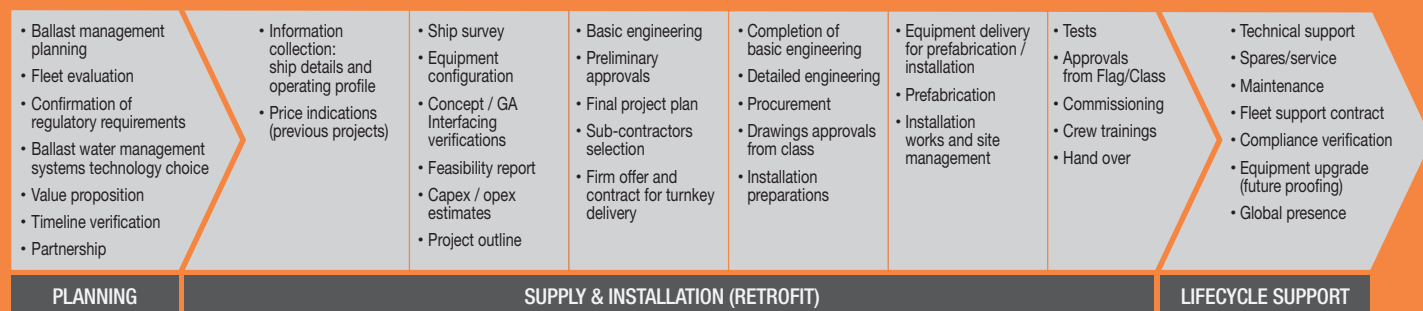 • Ballast management
planning
• Fleet evaluation
• Confirmation of
regulatory requirements
• Ballast water management
systems technology choice
• Value proposition
• Timeline verification
• Partnership
• Information
collection:
ship details and
operating profile
• Price indications
(previous projects)
• Ship survey
• Equipment
configuration
• Concept / GA
Interfacing
verifications
• Feasibility report
• Capex / opex
estimates
• Project outline
• Basic engineering
• Preliminary
approvals
• Final project plan
• Sub-contractors
selection
• Firm offer and
contract for turnkey
delivery
• Completion of
basic engineering
• Detailed engineering
• Procurement
• Drawings approvals
from class
• Installation
preparations
• Equipment delivery
for prefabrication /
installation
• Prefabrication
• Installation
works and site
management
• Tests
• Approvals
from Flag/Class
• Commissioning
• Crew trainings
• Hand over
• Technical support
• Spares/service
• Maintenance
• Fleet support contract
• Compliance verification
• Equipment upgrade
(future proofing)
• Global presence
PLANNING
SUPPLY & INSTALLATION (RETROFIT)
LIFECYCLE SUPPORT